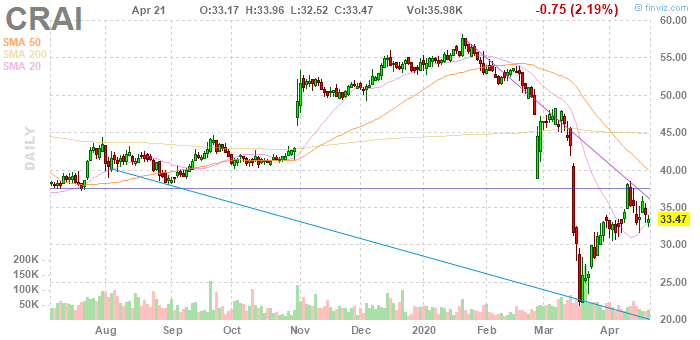 CRAI
Apr 21 O:33.17 H:33.96 L:32.52 C:33.47 Vol:35.98K -0.75 (2.19%)
© finviz.com
SMA 50
SMA 200
SMA 20
DAILY
60.00
55.00
50.00
45.00
40.00
35.00
33.47
30.00
25.00
20.00
200K
150K
100K
50K
Aug Sep Oct Nov Dec 2020 Feb Mar Apr